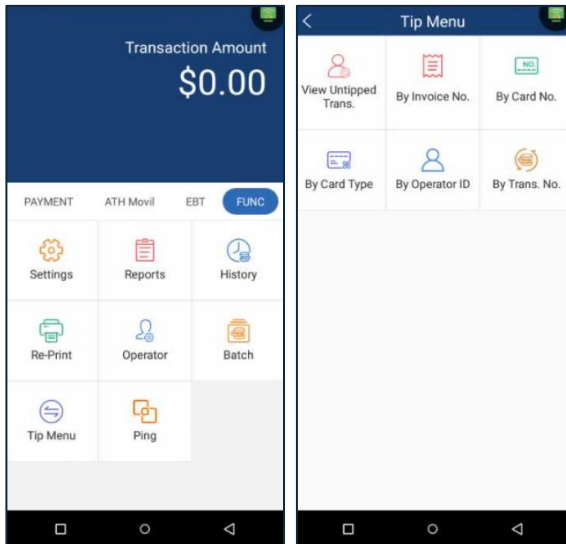 Transaction Amount
$0.00
PAYMENT ATH Movil EBT FUNC
Settings Reports History
Re-Print Operator Batch
Tip Menu Ping
Tip Menu
View Untipped
Trans.
By Invoice No.
NO.
By Card No.
By Card Type By Operator ID By Trans. No.